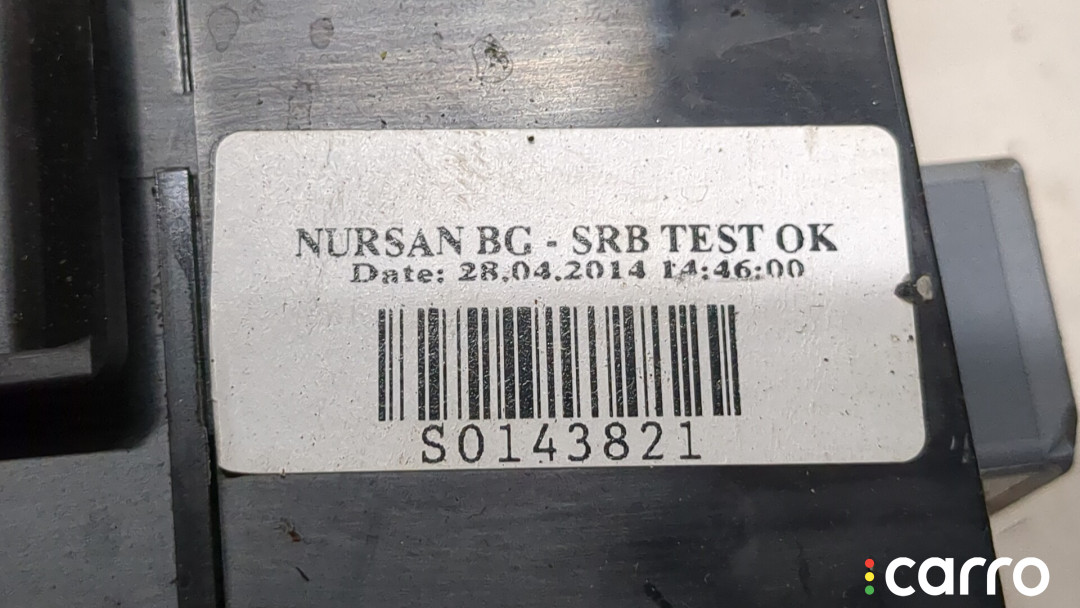 NURSAN BG - SRB TEST OK
Date: 28.04.2014 14:46:00
S0143821
carro